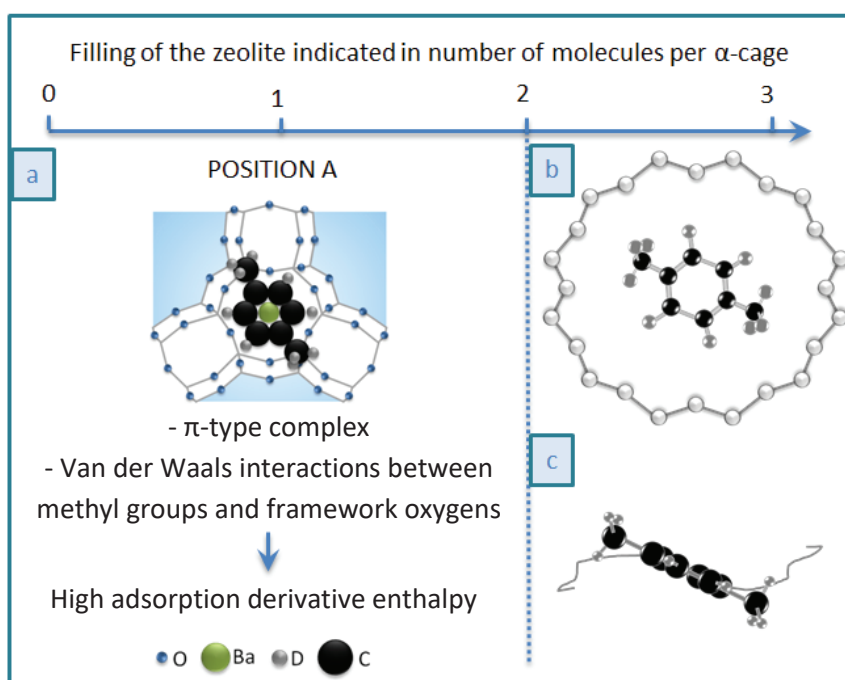 Filling of the zeolite indicated in number of molecules per α-cage
0
1
2
3
a
POSITION A
b
- π-type complex
- Van der Waals interactions between
methyl groups and framework oxygens
c
High adsorption derivative enthalpy
O
Ba
D
C